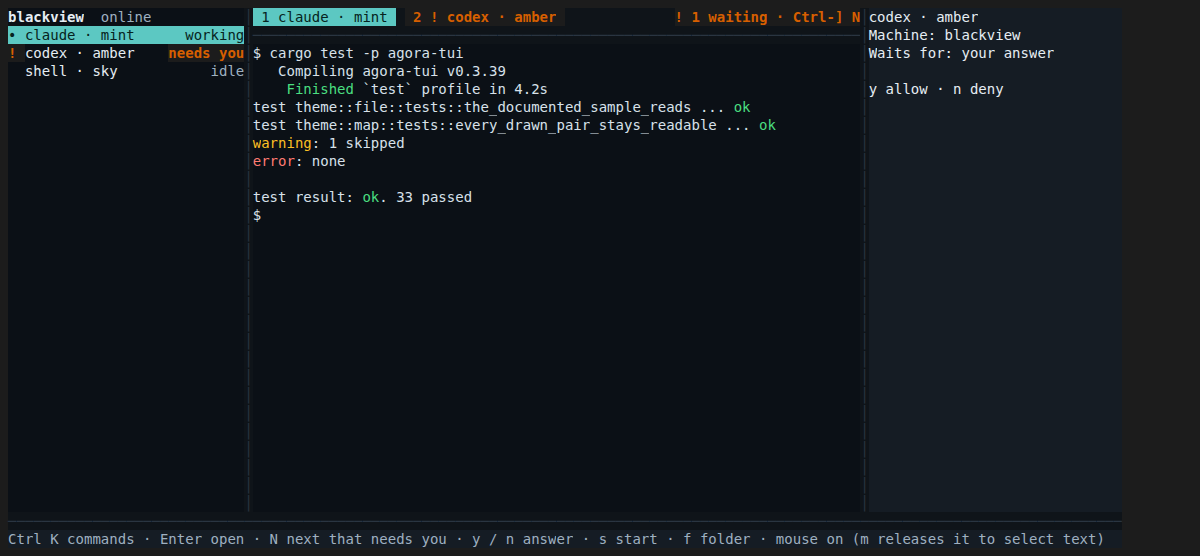 blackview online
• claude · mint working
! codex · amber needs you
shell · sky idle
1 claude · mint 2 ! codex · amber ! 1 waiting · Ctrl-] N
$ cargo test -p agora-tui
Compiling agora-tui v0.3.39
Finished `test` profile in 4.2s
test theme::file::tests::the_documented_sample_reads ... ok
test theme::map::tests::every_drawn_pair_stays_readable ... ok
warning: 1 skipped
error: none
test result: ok. 33 passed
$
codex · amber
Machine: blackview
Waits for: your answer
y allow · n deny
Ctrl K commands · Enter open · N next that needs you · y / n answer · s start · f folder · mouse on (m releases it to select text)